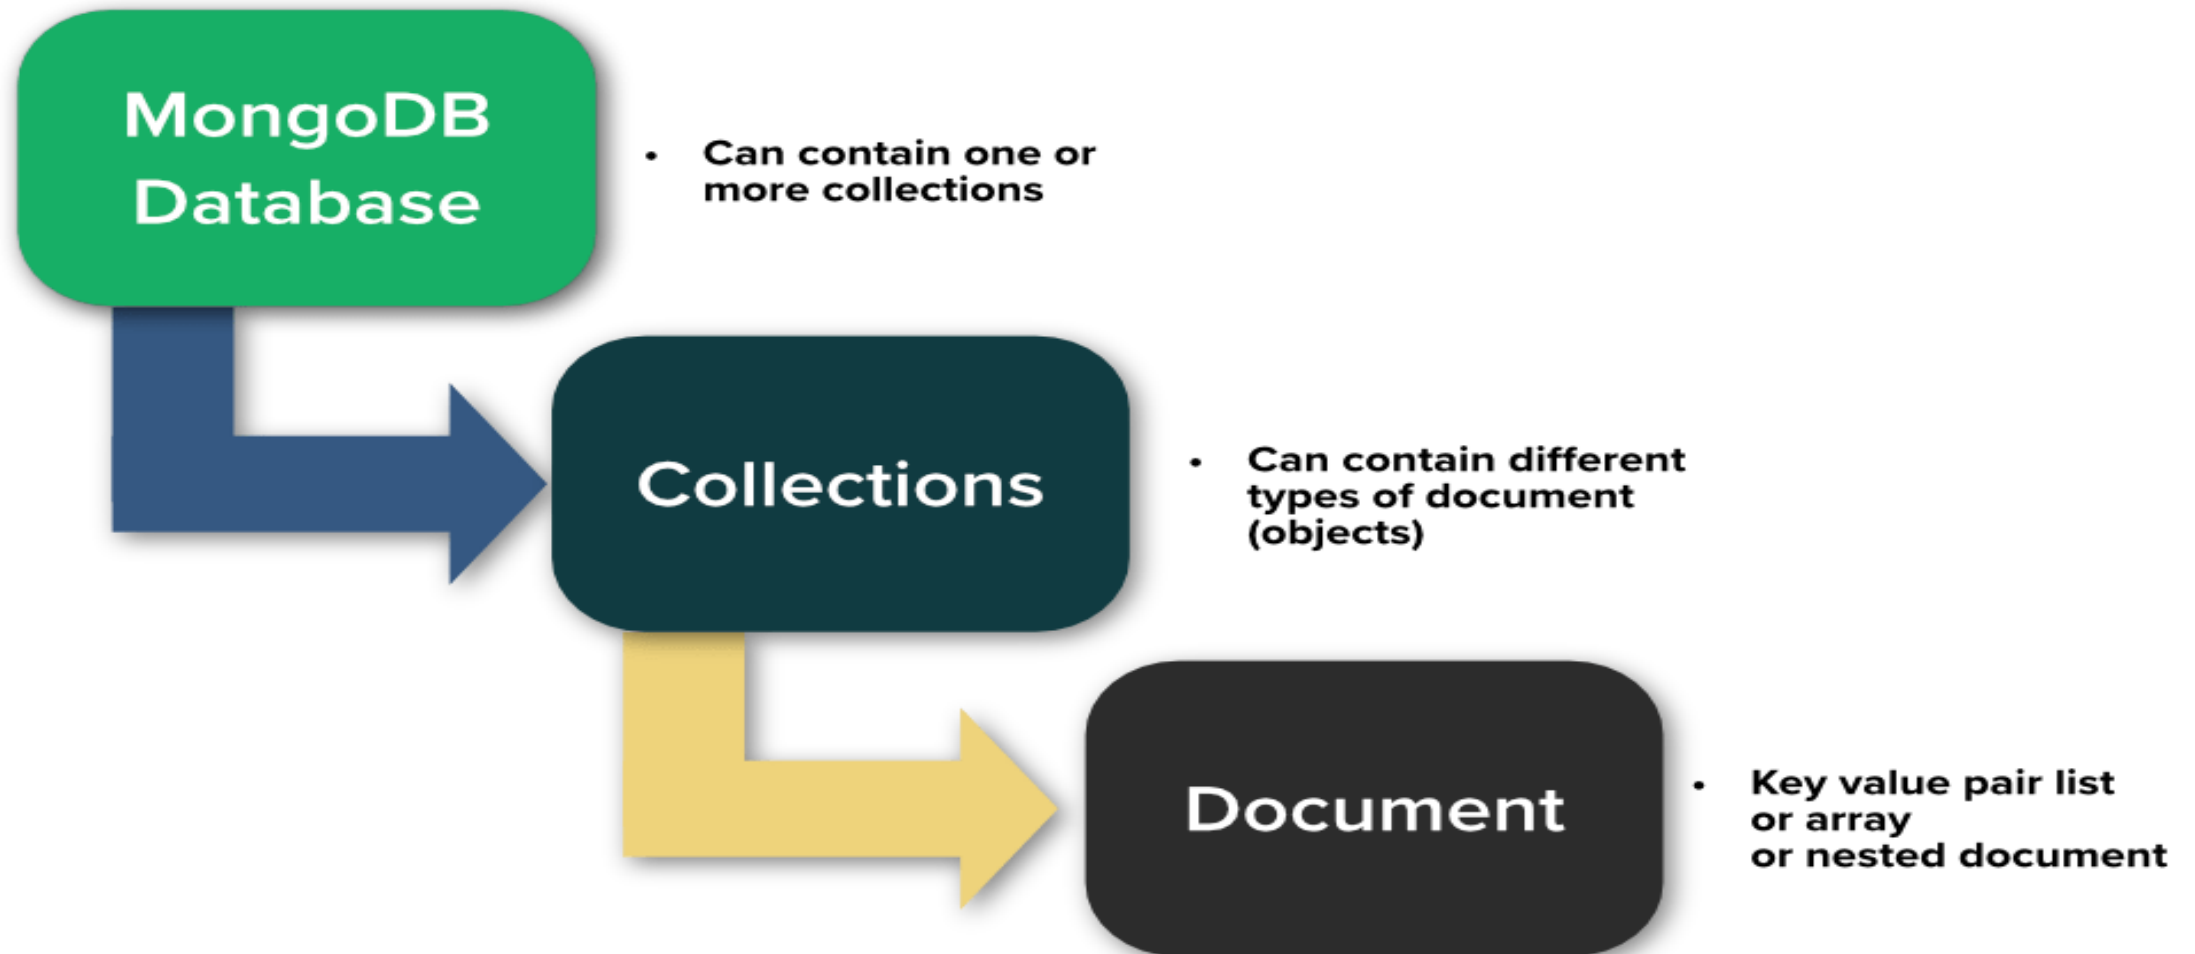 MongoDB
Database
• Can contain one or
more collections
Collections
• Can contain different
types of document
(objects)
Document
• Key value pair list
or array
or nested document